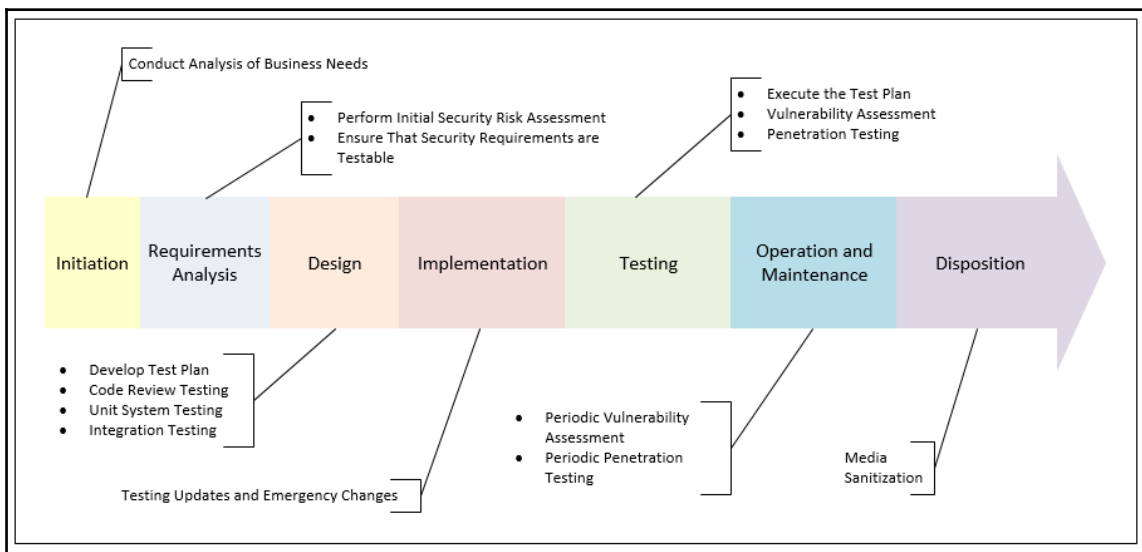 Conduct Analysis of Business Needs
● Perform Initial Security Risk Assessment
● Ensure That Security Requirements are
Testable
● Execute the Test Plan
● Vulnerability Assessment
● Penetration Testing
Initiation
Requirements
Analysis
Design
Implementation
Testing
Operation and
Maintenance
Disposition
● Develop Test Plan
● Code Review Testing
● Unit System Testing
● Integration Testing
Testing Updates and Emergency Changes
● Periodic Vulnerability
Assessment
● Periodic Penetration
Testing
Media
Sanitization